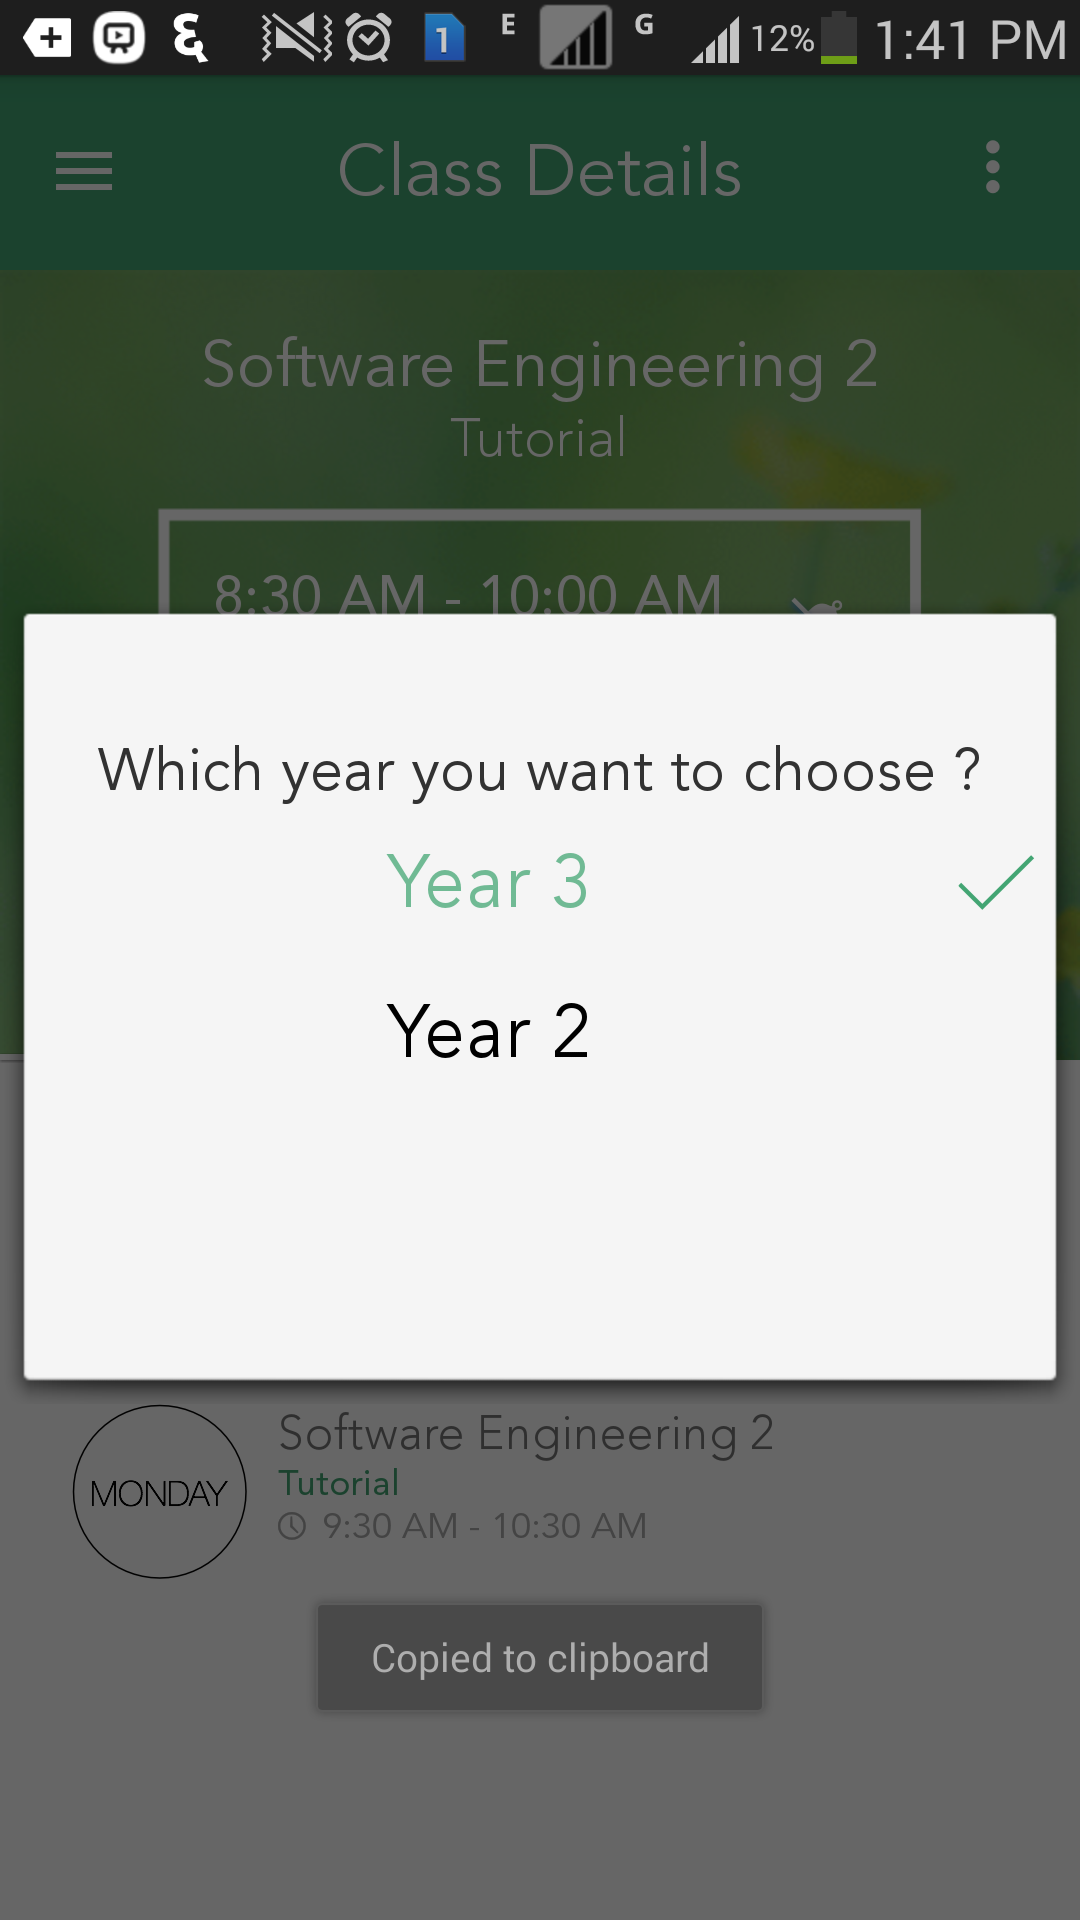 1 E G 12% 1:41 PM
Class Details
Software Engineering 2
Tutorial
8:30 AM - 10:00 AM
Which year you want to choose ?
Year 3
Year 2
MONDAY
Software Engineering 2
Tutorial
9:30 AM - 10:30 AM
Copied to clipboard